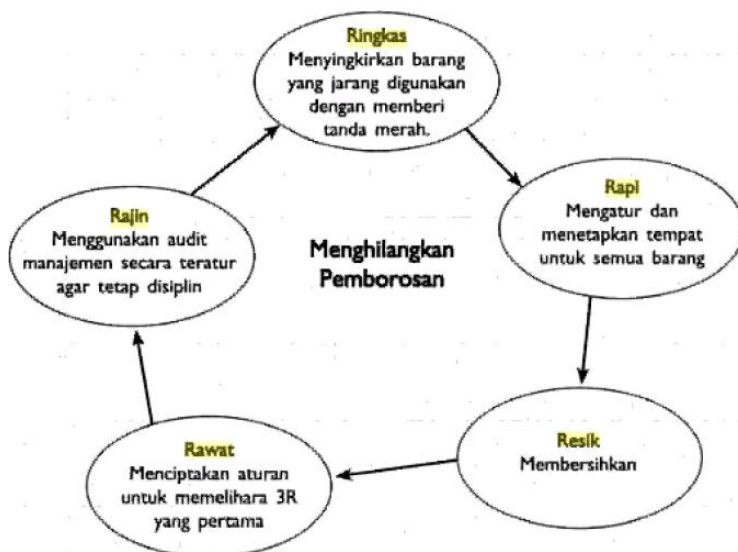 Ringkas
Menyingkirkan barang
yang jarang digunakan
dengan memberi
tanda merah.
Rapi
Mengatur dan
menetapkan tempat
untuk semua barang
Resik
Membersihkan
Rawat
Menciptakan aturan
untuk memelihara 3R
yang pertama
Rajin
Menggunakan audit
manajemen secara teratur
agar tetap disiplin
Menghilangkan
Pemborosan